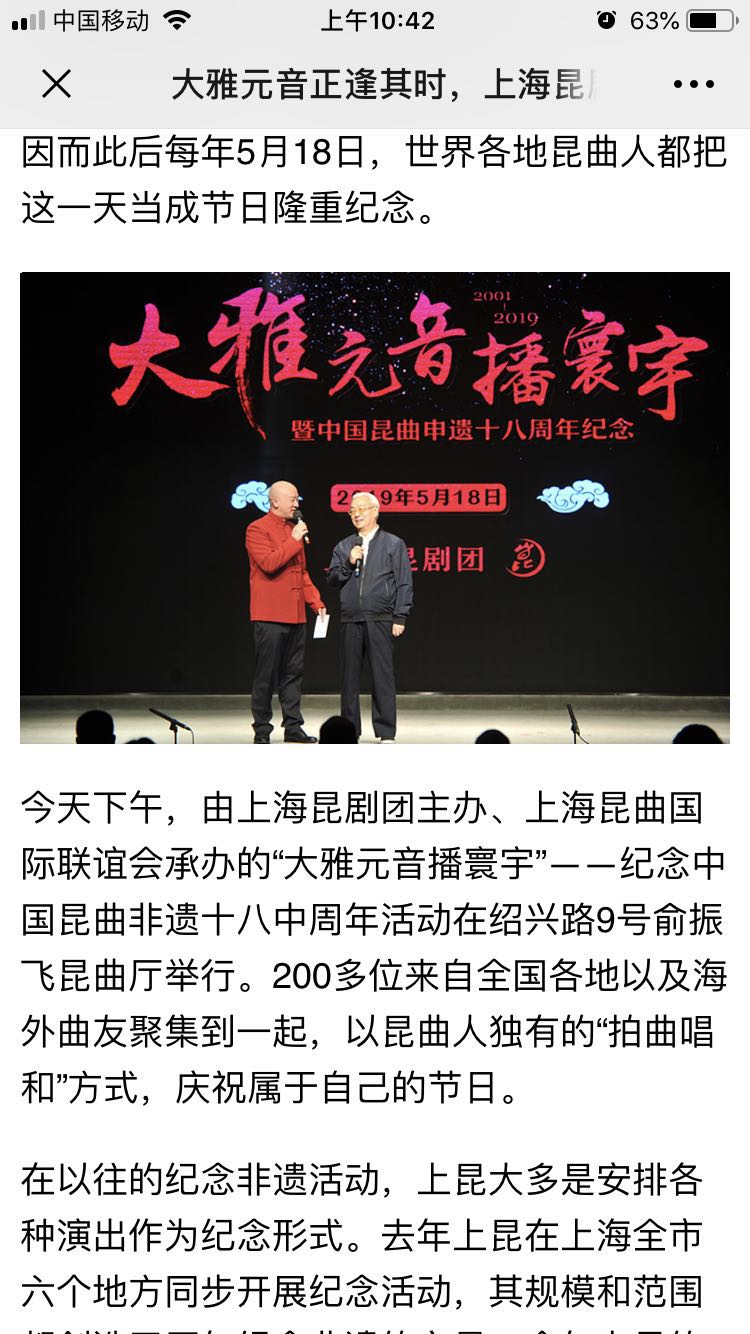 中国移动
上午10:42
63%
大雅元音正逢其时，上海昆
因而此后每年5月18日，世界各地昆曲人都把
这一天当成节日隆重纪念。
2001
2019
大雅元音播寰宇
暨中国昆曲申遗十八周年纪念
2019年5月18日
昆剧团
今天下午，由上海昆剧团主办、上海昆曲国
际联谊会承办的“大雅元音播寰宇”——纪念中
国昆曲非遗十八中周年活动在绍兴路9号俞振
飞昆曲厅举行。200多位来自全国各地以及海
外曲友聚集到一起，以昆曲人独有的“拍曲唱
和”方式，庆祝属于自己的节日。
在以往的纪念非遗活动，上昆大多是安排各
种演出作为纪念形式。去年上昆在上海全市
六个地方同步开展纪念活动，其规模和范围